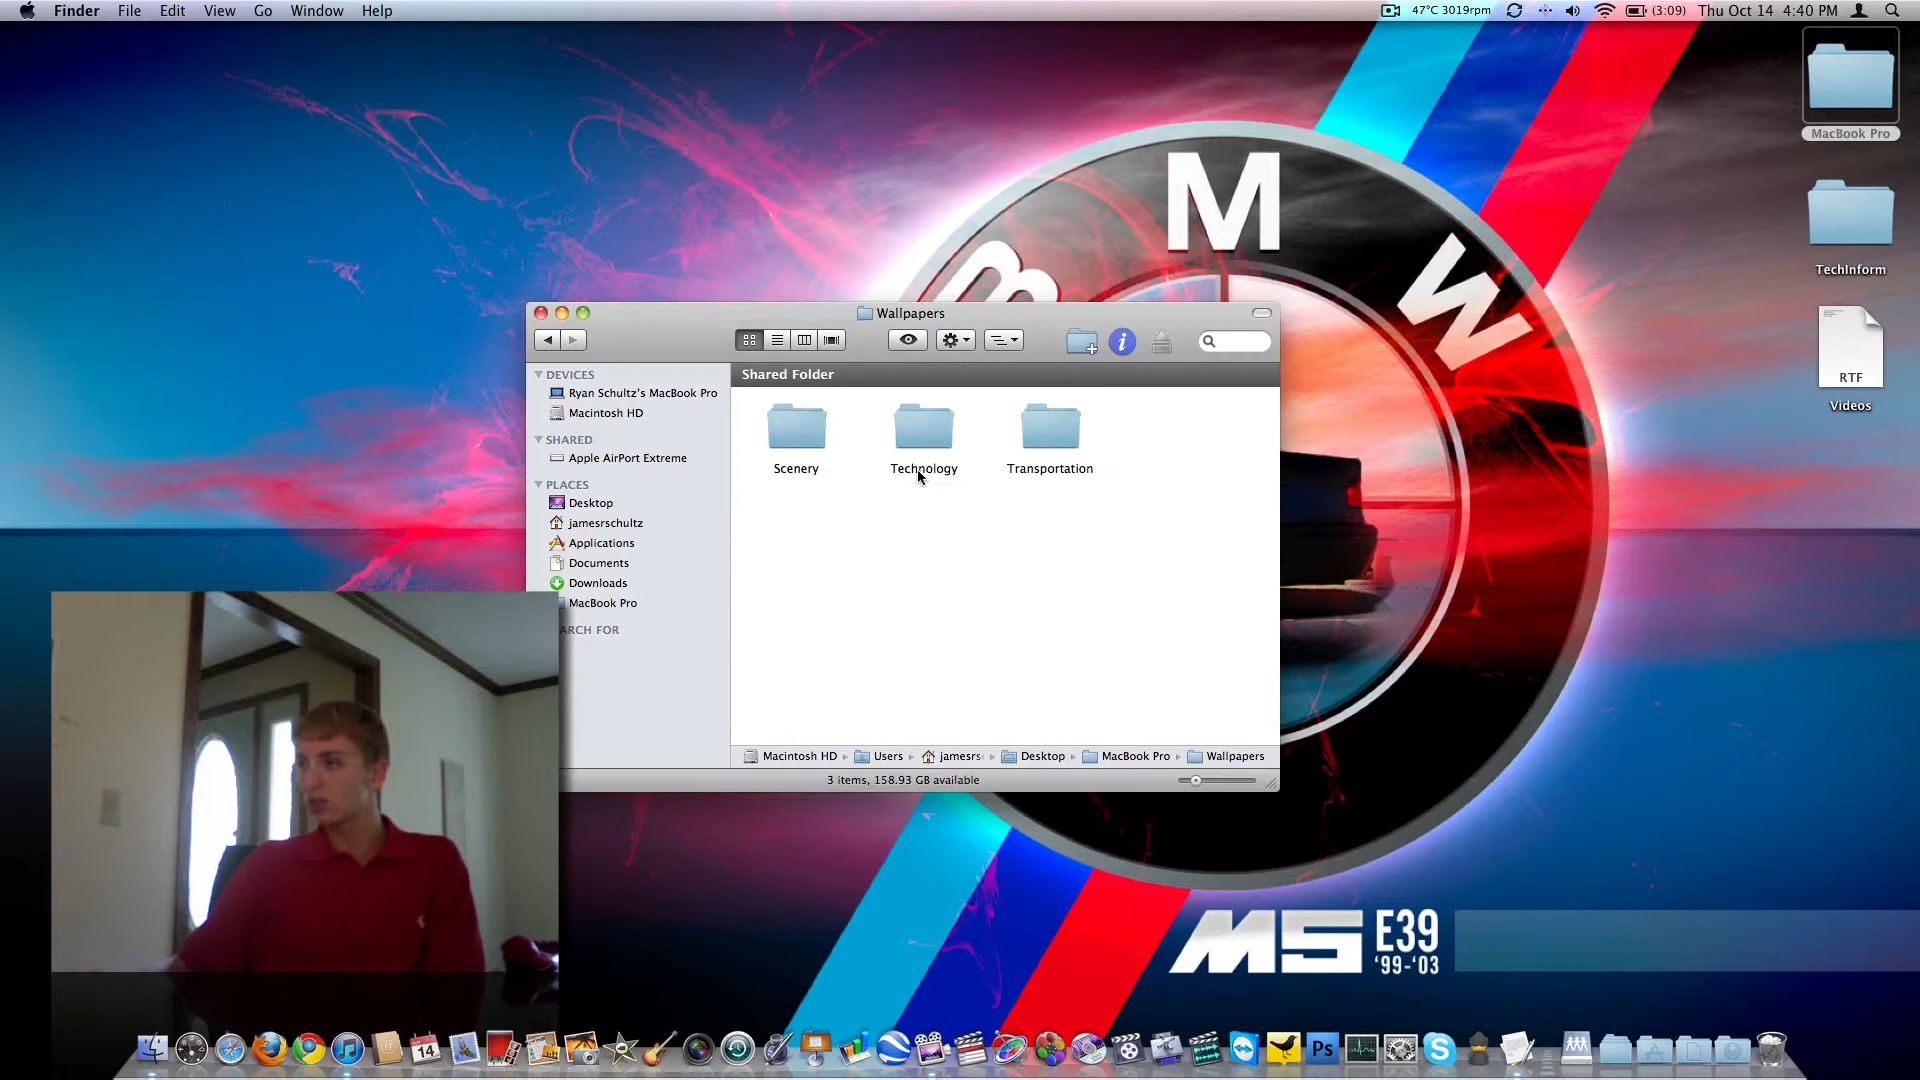 Finder File Edit View Go Window Help
47°C 3019rpm (3:09) Thu Oct 14 4:40 PM
MacBook Pro
TechInform
RTF
Videos
B M W
Wallpapers
Shared Folder
DEVICES
Ryan Schultz's MacBook Pro
Macintosh HD
SHARED
Apple AirPort Extreme
PLACES
Desktop
jamesrschultz
Applications
Documents
Downloads
MacBook Pro
ARCH FOR
Scenery Technology Transportation
Macintosh HD Users jamesrs Desktop MacBook Pro Wallpapers
3 items, 158.93 GB available
M5 E39
'99-'03
14
Ps